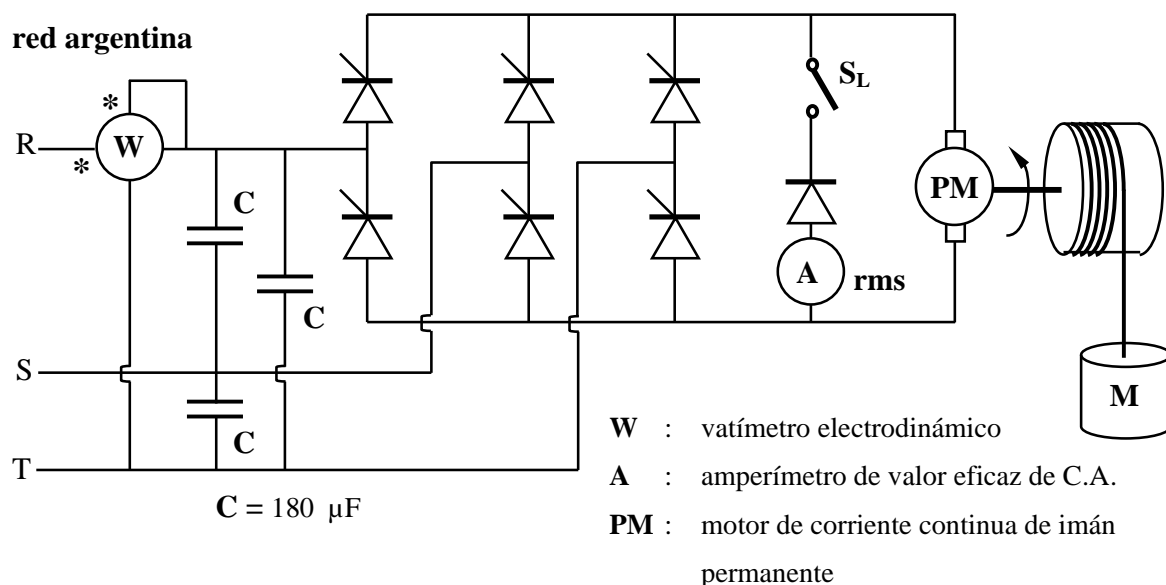 red argentina
*
R
*
W
C
C
S
C
T
C = 180 µF
S_L
A
rms
PM
M
W : vatímetro electrodinámico
A : amperímetro de valor eficaz de C.A.
PM : motor de corriente continua de imán
permanente